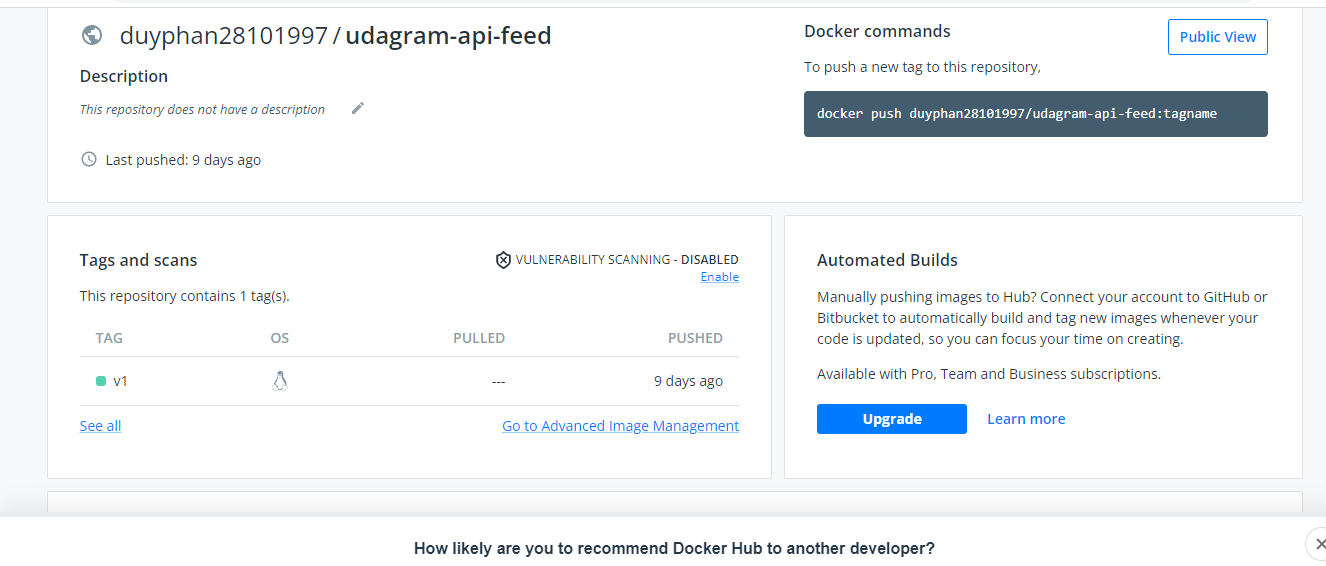 duyphan28101997 / udagram-api-feed
Description
This repository does not have a description
Last pushed: 9 days ago
Docker commands
Public View
To push a new tag to this repository,
docker push duyphan28101997/udagram-api-feed:tagname
Tags and scans
VULNERABILITY SCANNING - DISABLED
Enable
This repository contains 1 tag(s).
TAG OS PULLED PUSHED
v1 --- 9 days ago
See all
Go to Advanced Image Management
Automated Builds
Manually pushing images to Hub? Connect your account to GitHub or
Bitbucket to automatically build and tag new images whenever your
code is updated, so you can focus your time on creating.
Available with Pro, Team and Business subscriptions.
Upgrade Learn more
How likely are you to recommend Docker Hub to another developer?